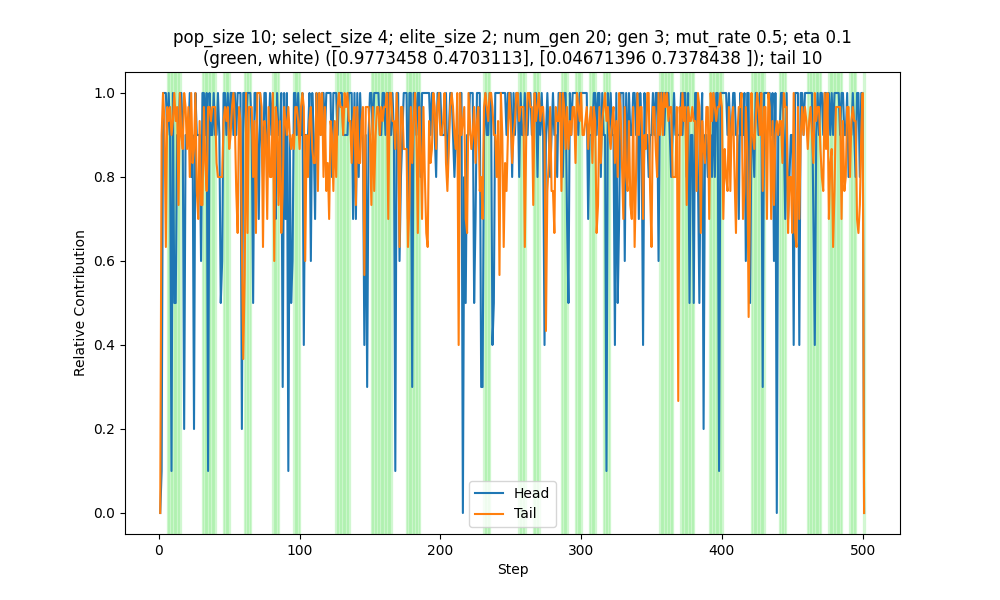 pop_size 10; select_size 4; elite_size 2; num_gen 20; gen 3; mut_rate 0.5; eta 0.1
(green, white) ([0.9773458 0.4703113], [0.04671396 0.7378438 ]); tail 10
Relative Contribution
1.0
0.8
0.6
0.4
0.2
0.0
Head
Tail
0 100 200 300 400 500
Step